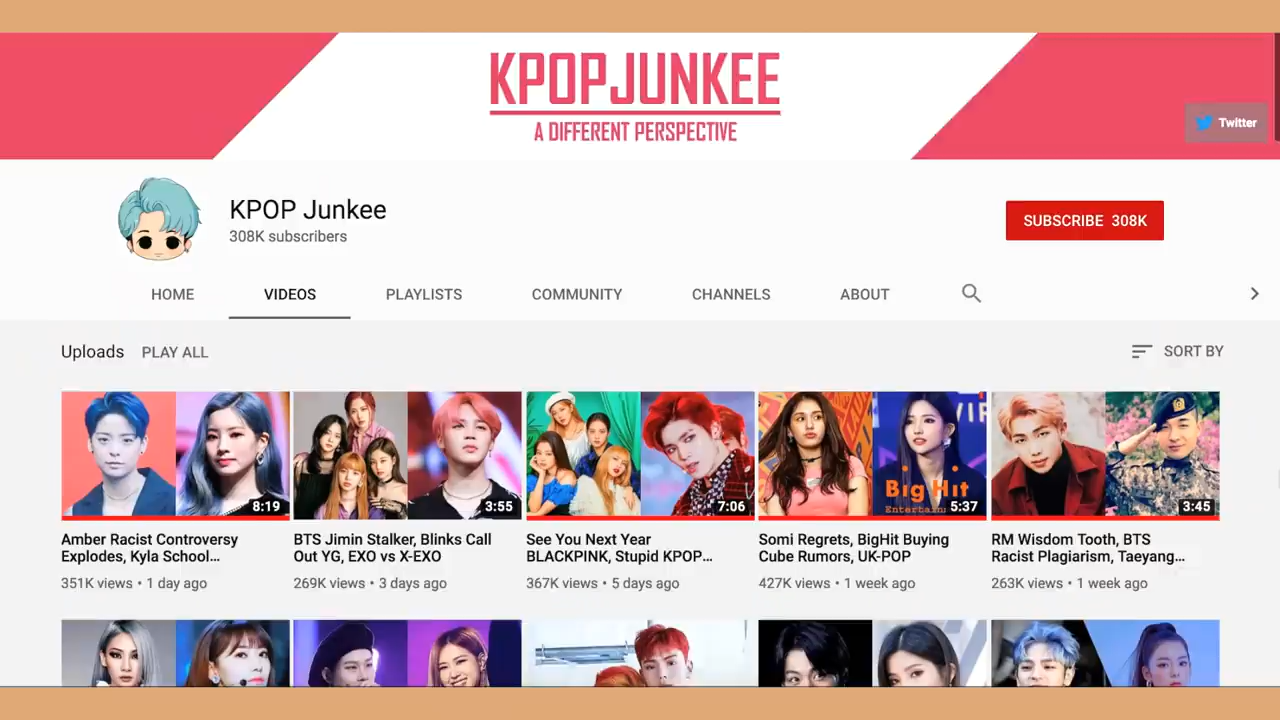 KPOPJUNKEE
A DIFFERENT PERSPECTIVE
Twitter
KPOP Junkee
308K subscribers
SUBSCRIBE 308K
HOME
VIDEOS
PLAYLISTS
COMMUNITY
CHANNELS
ABOUT
Uploads
PLAY ALL
SORT BY
8:19
3:55
7:06
Big Hit
Entertain
5:37
3:45
Amber Racist Controversy
Explodes, Kyla School...
351K views • 1 day ago
BTS Jimin Stalker, Blinks Call
Out YG, EXO vs X-EXO
269K views • 3 days ago
See You Next Year
BLACKPINK, Stupid KPOP...
367K views • 5 days ago
Somi Regrets, BigHit Buying
Cube Rumors, UK-POP
427K views • 1 week ago
RM Wisdom Tooth, BTS
Racist Plagiarism, Taeyang...
263K views • 1 week ago